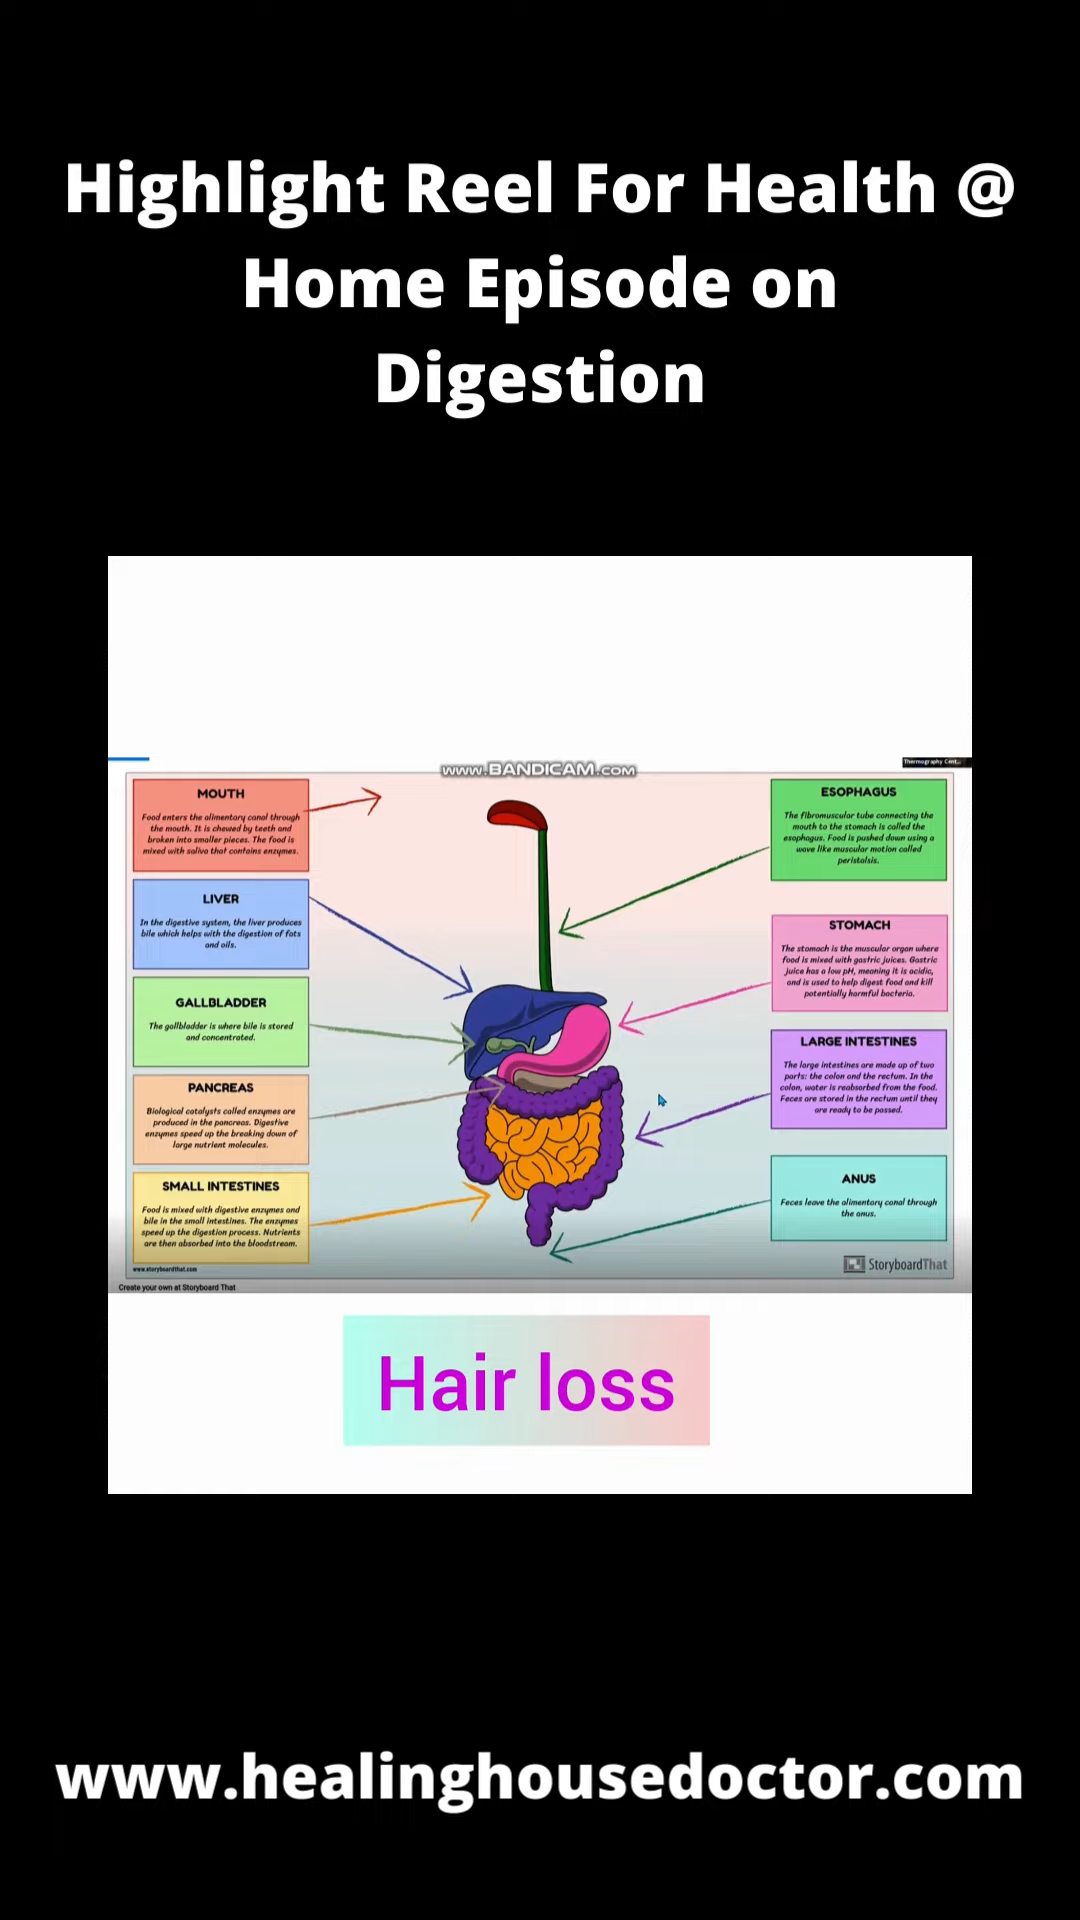 Highlight Reel For Health @
Home Episode on
Digestion
Thermography Cent...
www.BANDICAM.com
MOUTH
Food enters the alimentary canal through
the mouth. It is chewed by teeth and
broken into smaller pieces. The food is
mixed with saliva that contains enzymes.
LIVER
In the digestive system, the liver produces
bile which helps with the digestion of fats
and oils.
GALLBLADDER
The gallbladder is where bile is stored
and concentrated.
PANCREAS
Biological catalysts called enzymes are
produced in the pancreas. Digestive
enzymes speed up the breaking down of
large nutrient molecules.
SMALL INTESTINES
Food is mixed with digestive enzymes and
bile in the small intestines. The enzymes
speed up the digestion process. Nutrients
are then absorbed into the bloodstream.
www.storyboardthat.com
ESOPHAGUS
The fibromuscular tube connecting the
mouth to the stomach is called the
esophagus. Food is pushed down using a
wave like muscular motion called
peristalsis.
STOMACH
The stomach is the muscular organ where
food is mixed with gastric juices. Gastric
juice has a low pH, meaning it is acidic,
and is used to help digest food and kill
potentially harmful bacteria.
LARGE INTESTINES
The large intestines are made up of two
parts: the colon and the rectum. In the
colon, water is reabsorbed from the food.
Feces are stored in the rectum until they
are ready to be passed.
ANUS
Feces leave the alimentary canal through
the anus.
StoryboardThat
Create your own at Storyboard That
Hair loss
www.healinghousedoctor.com